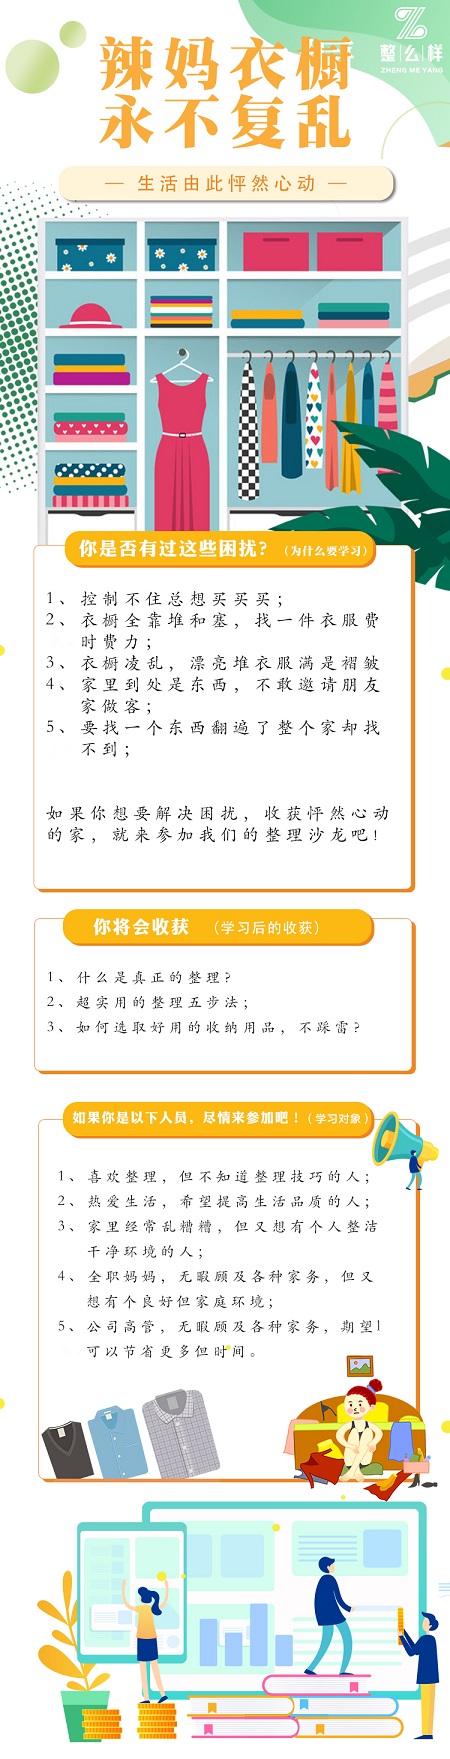 整么样
ZHENG ME YANG
辣妈衣橱
永不复乱
— 生活由此怦然心动 —
你是否有过这些困扰？（为什么要学习）
1、控制不住总想买买买；
2、衣橱全靠堆和塞，找一件衣服费
时费力；
3、衣橱凌乱，漂亮堆衣服满是褶皱
4、家里到处是东西，不敢邀请朋友
家做客；
5、要找一个东西翻遍了整个家却找
不到；
如果你想要解决困扰，收获怦然心动
的家，就来参加我们的整理沙龙吧!
你将会收获 （学习后的收获）
1、什么是真正的整理?
2、超实用的整理五步法；
3、如何选取好用的收纳用品，不踩雷?
如果你是以下人员，尽情来参加吧！（学习对象）
1、喜欢整理，但不知道整理技巧的人；
2、热爱生活，希望提高生活品质的人；
3、家里经常乱糟糟，但又想有个人整洁
干净环境的人；
4、全职妈妈，无暇顾及各种家务，但又
想有个良好但家庭环境；
5、公司高管，无暇顾及各种家务，期望l
可以节省更多但时间。